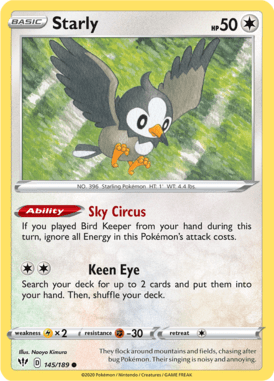 BASIC Starly HP 50
NO. 396 Starling Pokémon HT: 1' WT: 4.4 lbs.
Ability Sky Circus
If you played Bird Keeper from your hand during this
turn, ignore all Energy in this Pokémon's attack costs.
Keen Eye
Search your deck for up to 2 cards and put them into
your hand. Then, shuffle your deck.
weakness ×2 resistance -30 retreat
Illus. Naoyo Kimura
D 145/189
They flock around mountains and fields, chasing after
bug Pokémon. Their singing is noisy and annoying.
©2020 Pokémon / Nintendo / Creatures / GAME FREAK